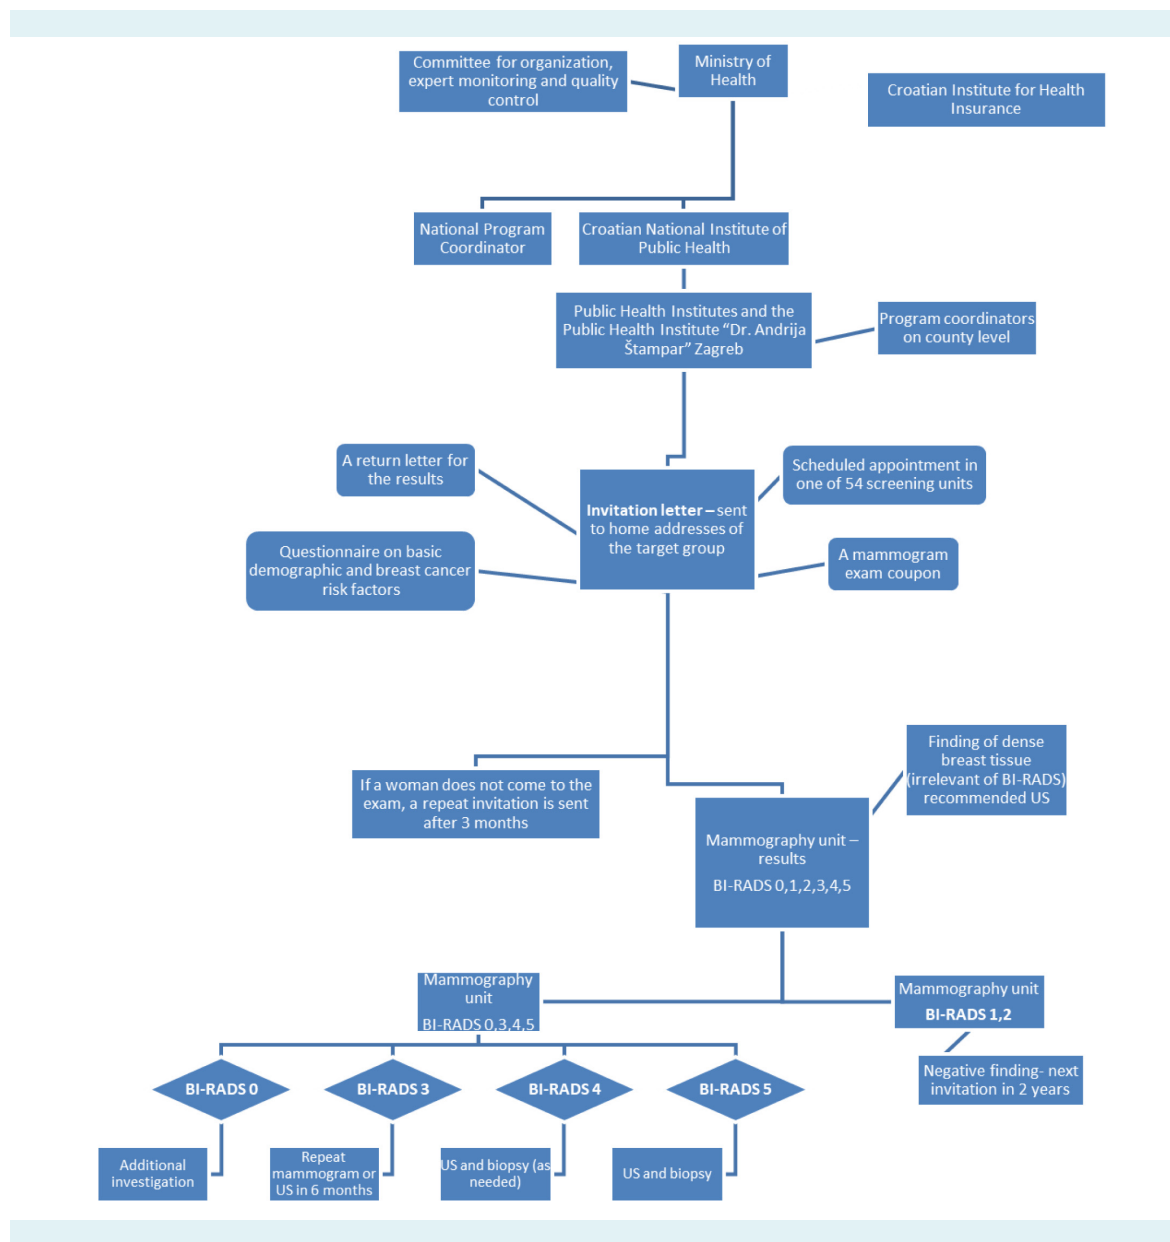 Committee for organization,
expert monitoring and quality
control
Ministry of
Health
Croatian Institute for Health
Insurance
National Program
Coordinator
Croatian National Institute of
Public Health
Public Health Institutes and the
Public Health Institute “Dr. Andrija
Štampar” Zagreb
Program coordinators
on county level
A return letter for
the results
Scheduled appointment in
one of 54 screening units
Invitation letter – sent
to home addresses of
the target group
Questionnaire on basic
demographic and breast cancer
risk factors
A mammogram
exam coupon
If a woman does not come to the
exam, a repeat invitation is sent
after 3 months
Finding of dense
breast tissue
(irrelevant of BI-RADS)
recommended US
Mammography unit –
results
BI-RADS 0,1,2,3,4,5
Mammography
unit
BI-RADS 0,3,4,5
Mammography unit
BI-RADS 1,2
Negative finding- next
invitation in 2 years
BI-RADS 0
BI-RADS 3
BI-RADS 4
BI-RADS 5
Additional
investigation
Repeat
mammogram or
US in 6 months
US and biopsy (as
needed)
US and biopsy